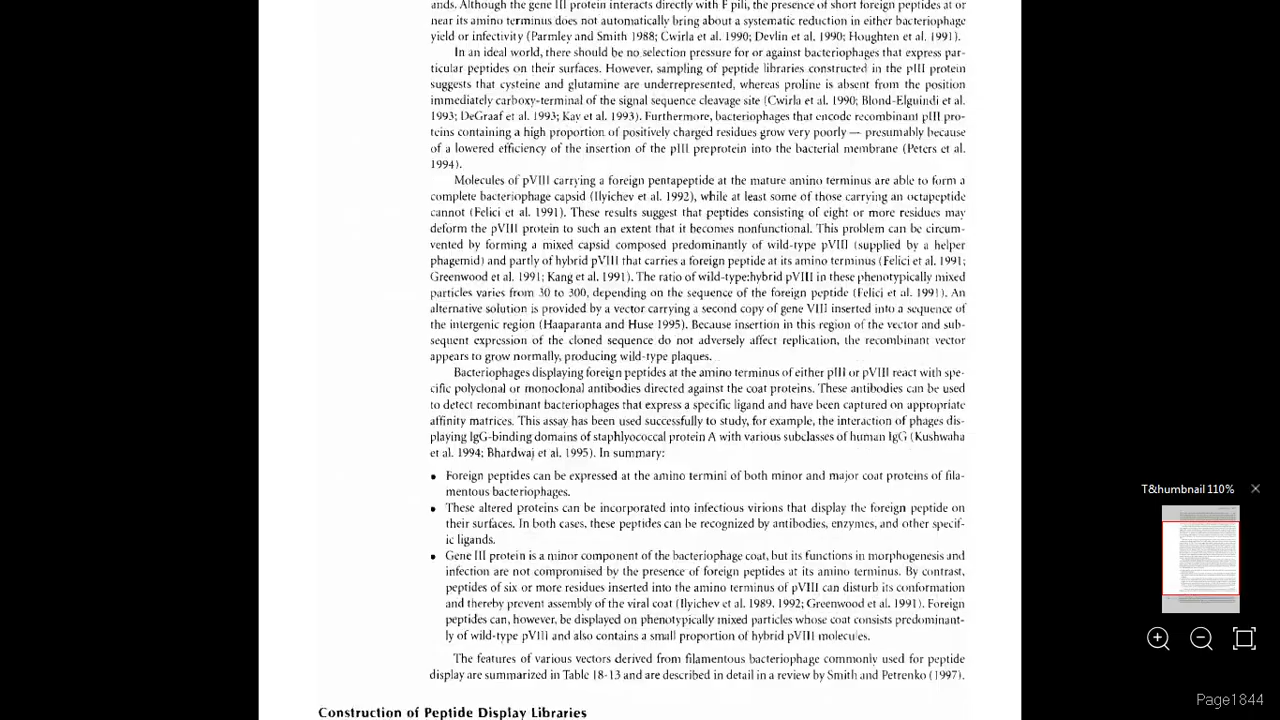 ands. Although the gene III protein interacts directly with F pili, the presence of short foreign peptides at or
near its amino terminus does not automatically bring about a systematic reduction in either bacteriophage
yield or infectivity (Parmley and Smith 1988; Cwirla et al. 1990; Devlin et al. 1990; Houghten et al. 1991).
In an ideal world, there should be no selection pressure for or against bacteriophages that express par-
ticular peptides on their surfaces. However, sampling of peptide libraries constructed in the pIII protein
suggests that cysteine and glutamine are underrepresented, whereas proline is absent from the position
immediately carboxy-terminal of the signal sequence cleavage site (Cwirla et al. 1990; Blond-Elguindi et al.
1993; DeGraaf et al. 1993; Kay et al. 1993). Furthermore, bacteriophages that encode recombinant pIII pro-
teins containing a high proportion of positively charged residues grow very poorly — presumably because
of a lowered efficiency of the insertion of the pIII preprotein into the bacterial membrane (Peters et al.
1994).
Molecules of pVIII carrying a foreign pentapeptide at the mature amino terminus are able to form a
complete bacteriophage capsid (Ilyichev et al. 1992), while at least some of those carrying an octapeptide
cannot (Felici et al. 1991). These results suggest that peptides consisting of eight or more residues may
deform the pVIII protein to such an extent that it becomes nonfunctional. This problem can be circum-
vented by forming a mixed capsid composed predominantly of wild-type pVIII (supplied by a helper
phagemid) and partly of hybrid pVIII that carries a foreign peptide at its amino terminus (Felici et al. 1991;
Greenwood et al. 1991; Kang et al. 1991). The ratio of wild-type:hybrid pVIII in these phenotypically mixed
particles varies from 30 to 300, depending on the sequence of the foreign peptide (Felici et al. 1991). An
alternative solution is provided by a vector carrying a second copy of gene VIII inserted into a sequence of
the intergenic region (Haaparanta and Huse 1995). Because insertion in this region of the vector and sub-
sequent expression of the cloned sequence do not adversely affect replication, the recombinant vector
appears to grow normally, producing wild-type plaques.
Bacteriophages displaying foreign peptides at the amino terminus of either pIII or pVIII react with spe-
cific polyclonal or monoclonal antibodies directed against the coat proteins. These antibodies can be used
to detect recombinant bacteriophages that express a specific ligand and have been captured on appropriate
affinity matrices. This assay has been used successfully to study, for example, the interaction of phages dis-
playing IgG-binding domains of staphlyococcal protein A with various subclasses of human IgG (Kushwaha
et al. 1994; Bhardwaj et al. 1995). In summary:
• Foreign peptides can be expressed at the amino termini of both minor and major coat proteins of fila-
mentous bacteriophages.
• These altered proteins can be incorporated into infectious virions that display the foreign peptide on
their surfaces. In both cases, these peptides can be recognized by antibodies, enzymes, and other specif-
ic ligands.
• Gene III protein is a minor component of the bacteriophage coat, but its functions in morphogenesis and
infection are not compromised by the presence of foreign peptides at its amino terminus. By contrast,
peptides of six or more residues inserted into the amino terminus of pVIII can disturb its conformation
and thereby prevent assembly of the viral coat (Ilyichev et al. 1989, 1992; Greenwood et al. 1991). Foreign
peptides can, however, be displayed on phenotypically mixed particles whose coat consists predominant-
ly of wild-type pVIII and also contains a small proportion of hybrid pVIII molecules.
The features of various vectors derived from filamentous bacteriophage commonly used for peptide
display are summarized in Table 18-13 and are described in detail in a review by Smith and Petrenko (1997).
Construction of Peptide Display Libraries
T&thumbnail 110%
Page1844